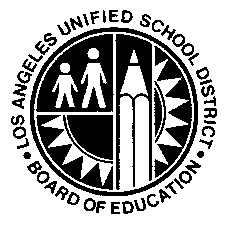 LOS ANGELES UNIFIED SCHOOL DISTRICT
BOARD OF EDUCATION